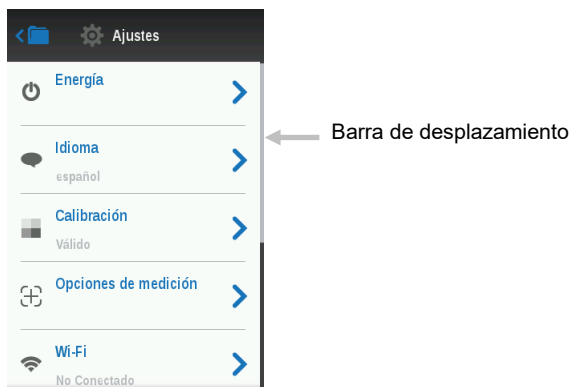 Ajustes
Energía
Barra de desplazamiento
Idioma
español
Calibración
Válido
Opciones de medición
Wi-Fi
No Conectado